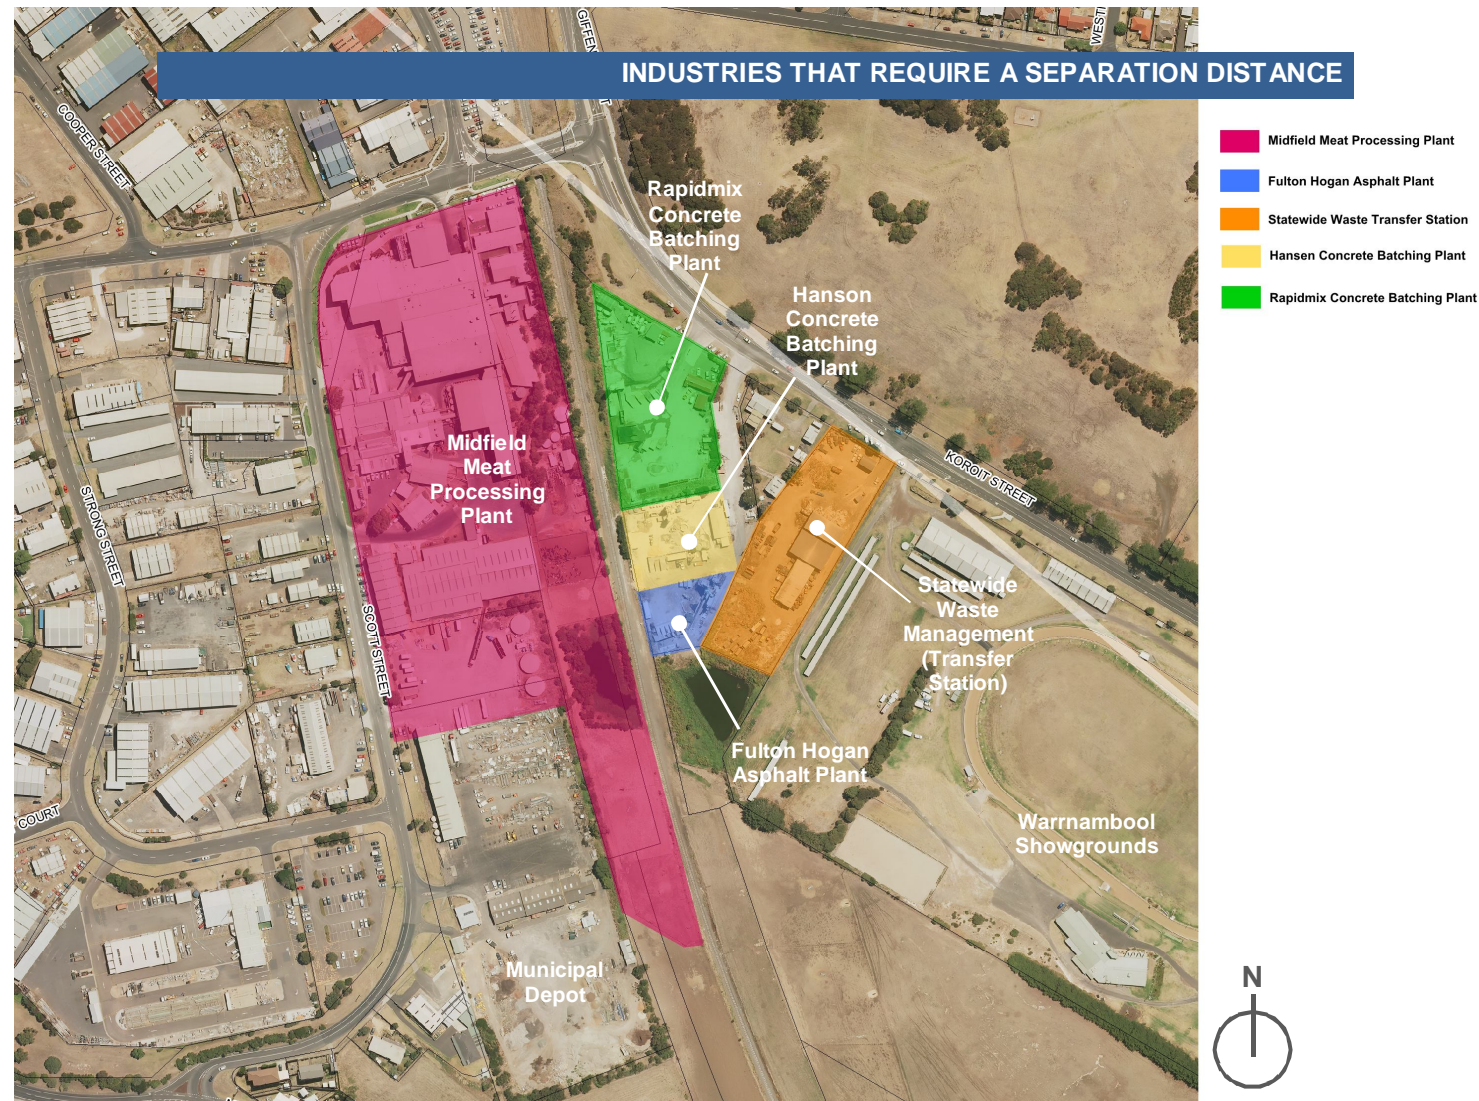 GIFFEN
T
WESTI
INDUSTRIES THAT REQUIRE A SEPARATION DISTANCE
COOPER STREET
Midfield Meat Processing Plant
Fulton Hogan Asphalt Plant
Statewide Waste Transfer Station
Hansen Concrete Batching Plant
Rapidmix Concrete Batching Plant
Rapidmix
Concrete
Batching
Plant
Hanson
Concrete
Batching
Plant
Midfield
Meat
Processing
Plant
KOROIT STREET
STRONG STREET
SCOTT STREET
Statewide
Waste
Management
(Transfer
Station)
Fulton Hogan
Asphalt Plant
COURT
Warrnambool
Showgrounds
Municipal
Depot
N